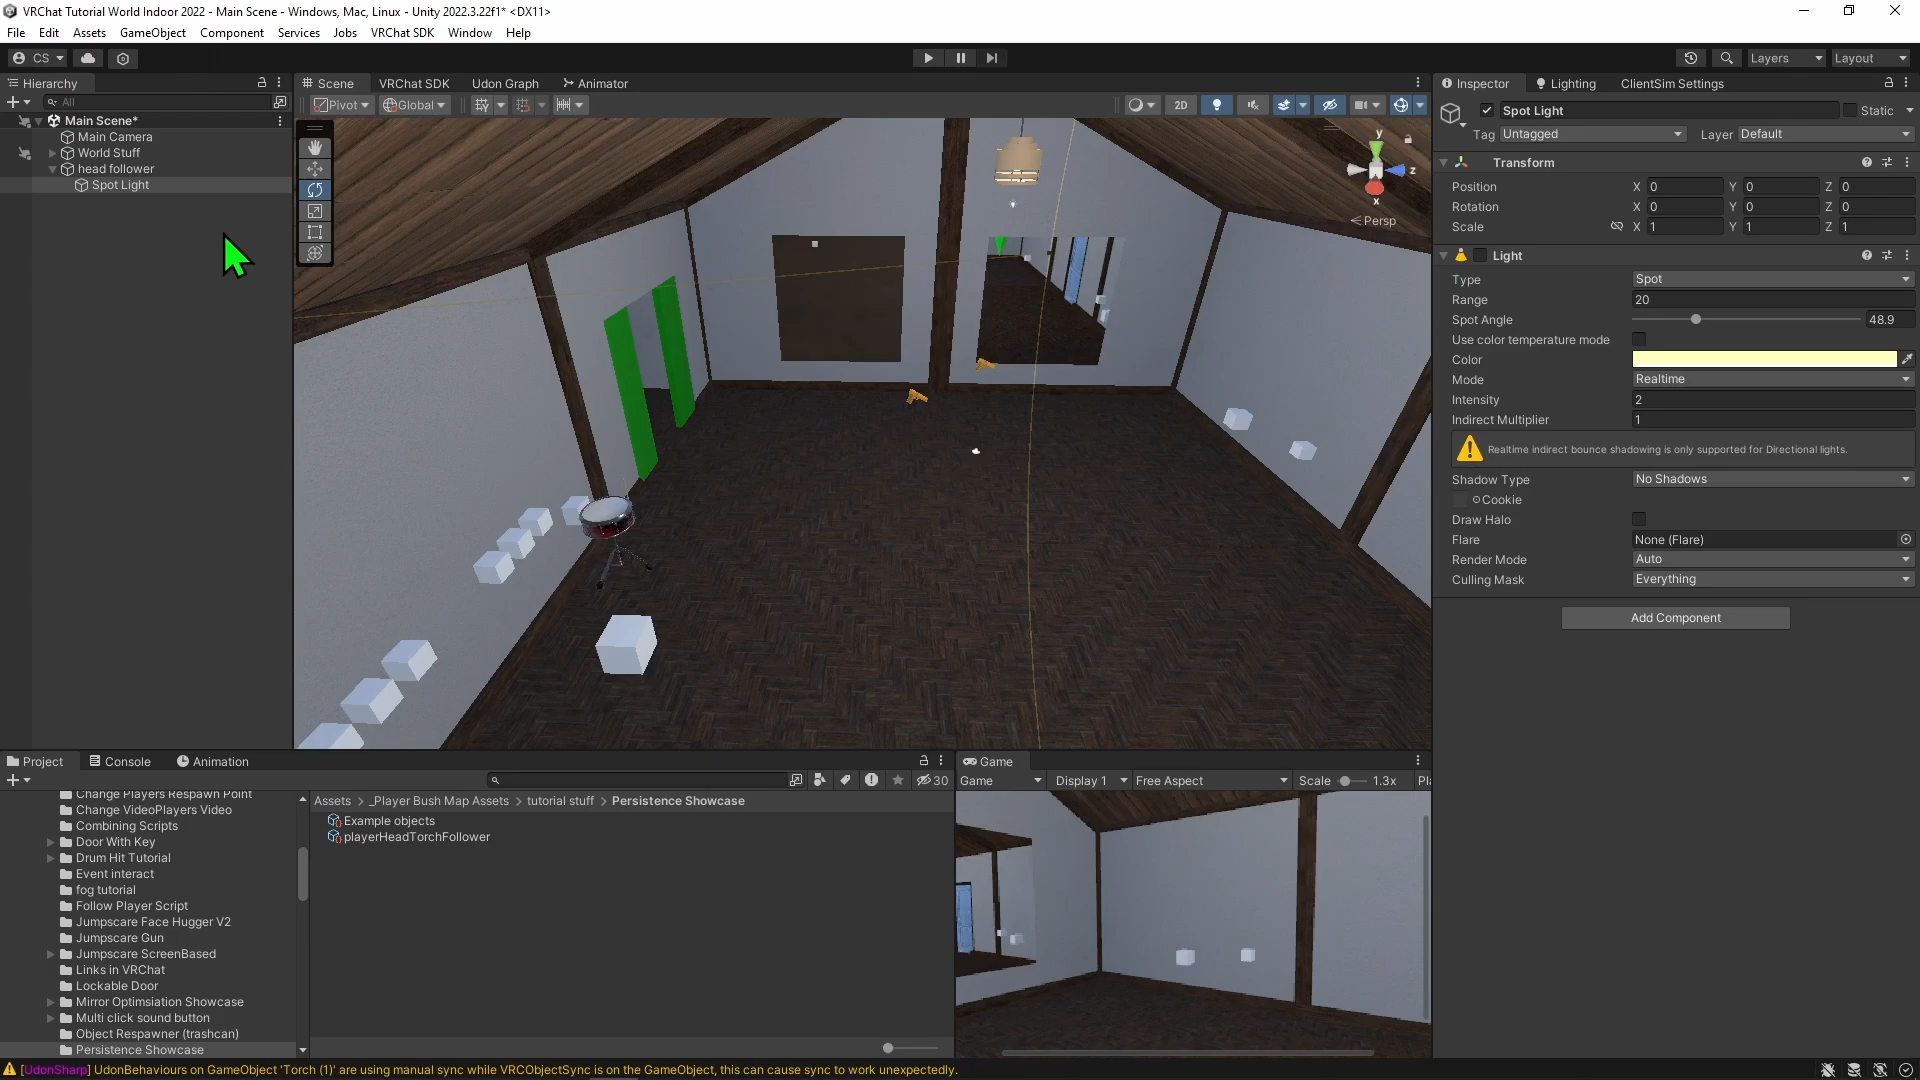 VRChat Tutorial World Indoor 2022 - Main Scene - Windows, Mac, Linux - Unity 2022.3.22f1* <DX11>
File Edit Assets GameObject Component Services Jobs VRChat SDK Window Help
CS Layers Layout
Hierarchy
All
Main Scene*
Main Camera
World Stuff
head follower
Spot Light
Scene VRChat SDK Udon Graph Animator
Pivot Global 2D
y
z
x
Persp
Inspector Lighting ClientSim Settings
Spot Light Static
Tag Untagged Layer Default
Transform
Position X 0 Y 0 Z 0
Rotation X 0 Y 0 Z 0
Scale X 1 Y 1 Z 1
Light
Type Spot
Range 20
Spot Angle 48.9
Use color temperature mode
Color
Mode Realtime
Intensity 2
Indirect Multiplier 1
Realtime indirect bounce shadowing is only supported for Directional lights.
Shadow Type No Shadows
Cookie
Draw Halo
Flare None (Flare)
Render Mode Auto
Culling Mask Everything
Add Component
Project Console Animation
30
Change Players Respawn Point
Change VideoPlayers Video
Combining Scripts
Door With Key
Drum Hit Tutorial
Event interact
fog tutorial
Follow Player Script
Jumpscare Face Hugger V2
Jumpscare Gun
Jumpscare ScreenBased
Links in VRChat
Lockable Door
Mirror Optimsiation Showcase
Multi click sound button
Object Respawner (trashcan)
Persistence Showcase
Assets > _Player Bush Map Assets > tutorial stuff > Persistence Showcase
Example objects
playerHeadTorchFollower
Game
Game Display 1 Free Aspect Scale 1.3x Pl
[UdonSharp] UdonBehaviours on GameObject 'Torch (1)' are using manual sync while VRCObjectSync is on the GameObject, this can cause sync to work unexpectedly.